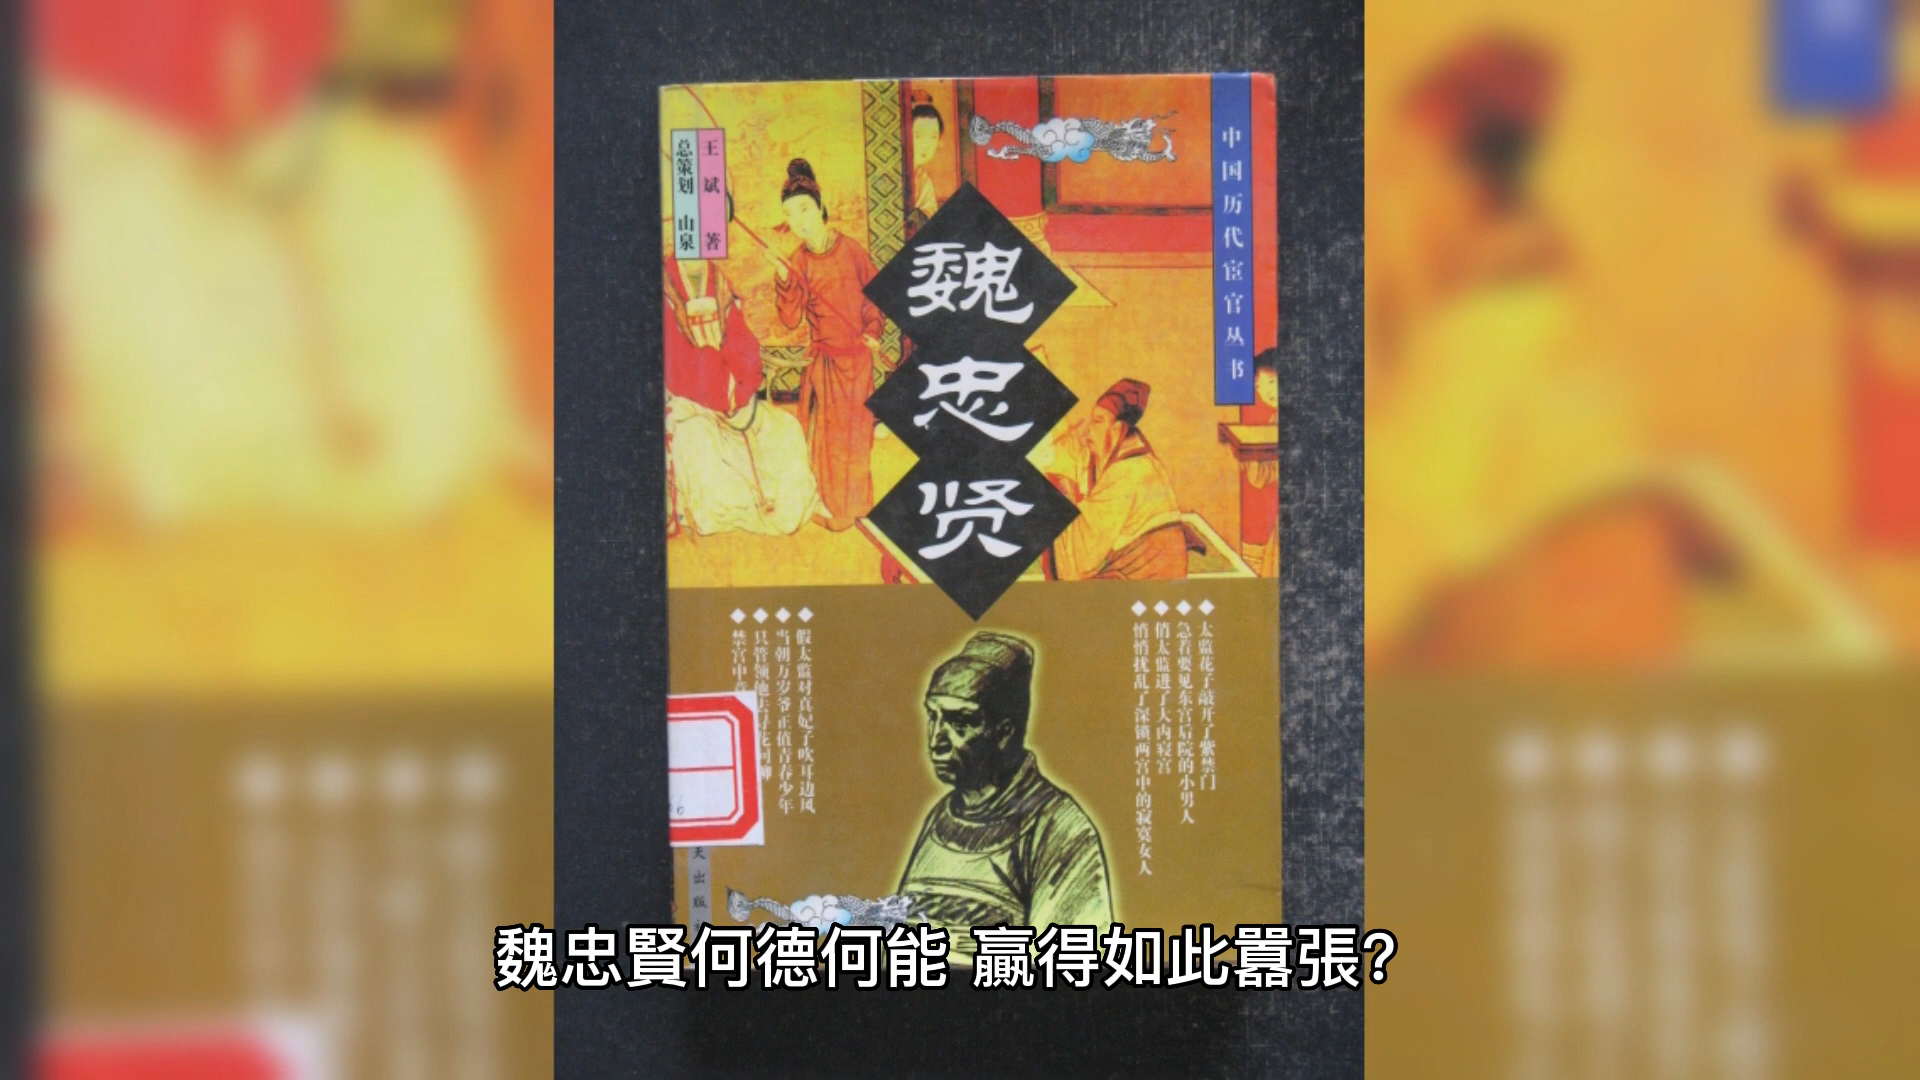 中国历代宦官丛书
王斌 著
总策划 山泉
魏忠贤
◆太监花子敲开了紫禁门
◆急着要见东宫后院的小男人
◆俏太监进了大内寝宫
◆悄悄扰乱了深锁两宫中的寂寞女人
◆假太监对真妃子吹耳边风
◆当朝万岁爷正值青春少年
◆只管领他去寻花问柳
◆禁宫中
天出版
魏忠賢何德何能 贏得如此囂張?